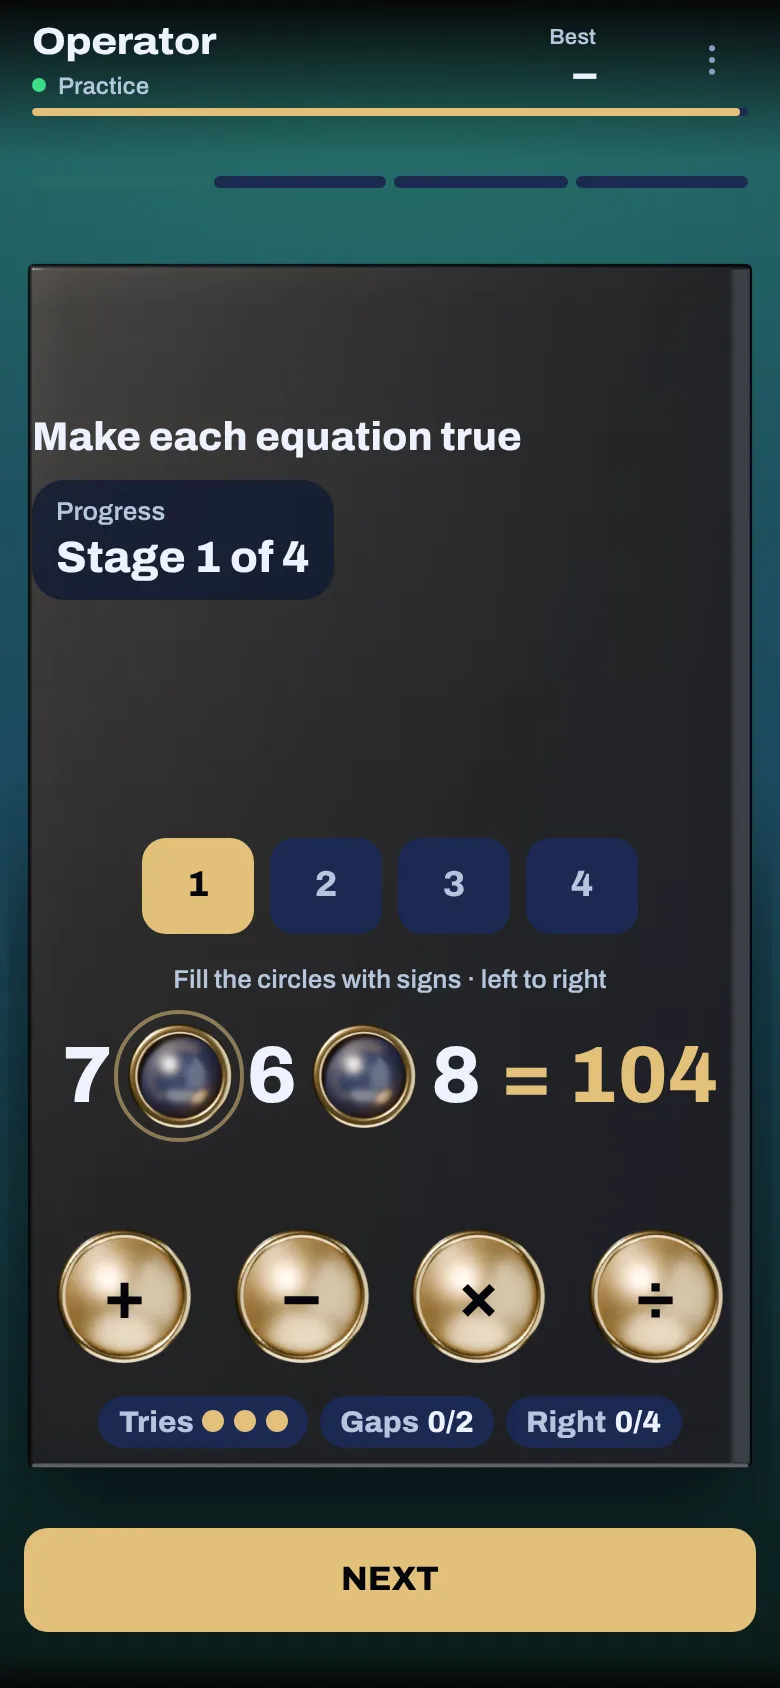 Operator
Practice
Best
–
Make each equation true
Progress
Stage 1 of 4
1 2 3 4
Fill the circles with signs · left to right
7 6 8 = 104
+ − × ÷
Tries Gaps 0/2 Right 0/4
NEXT